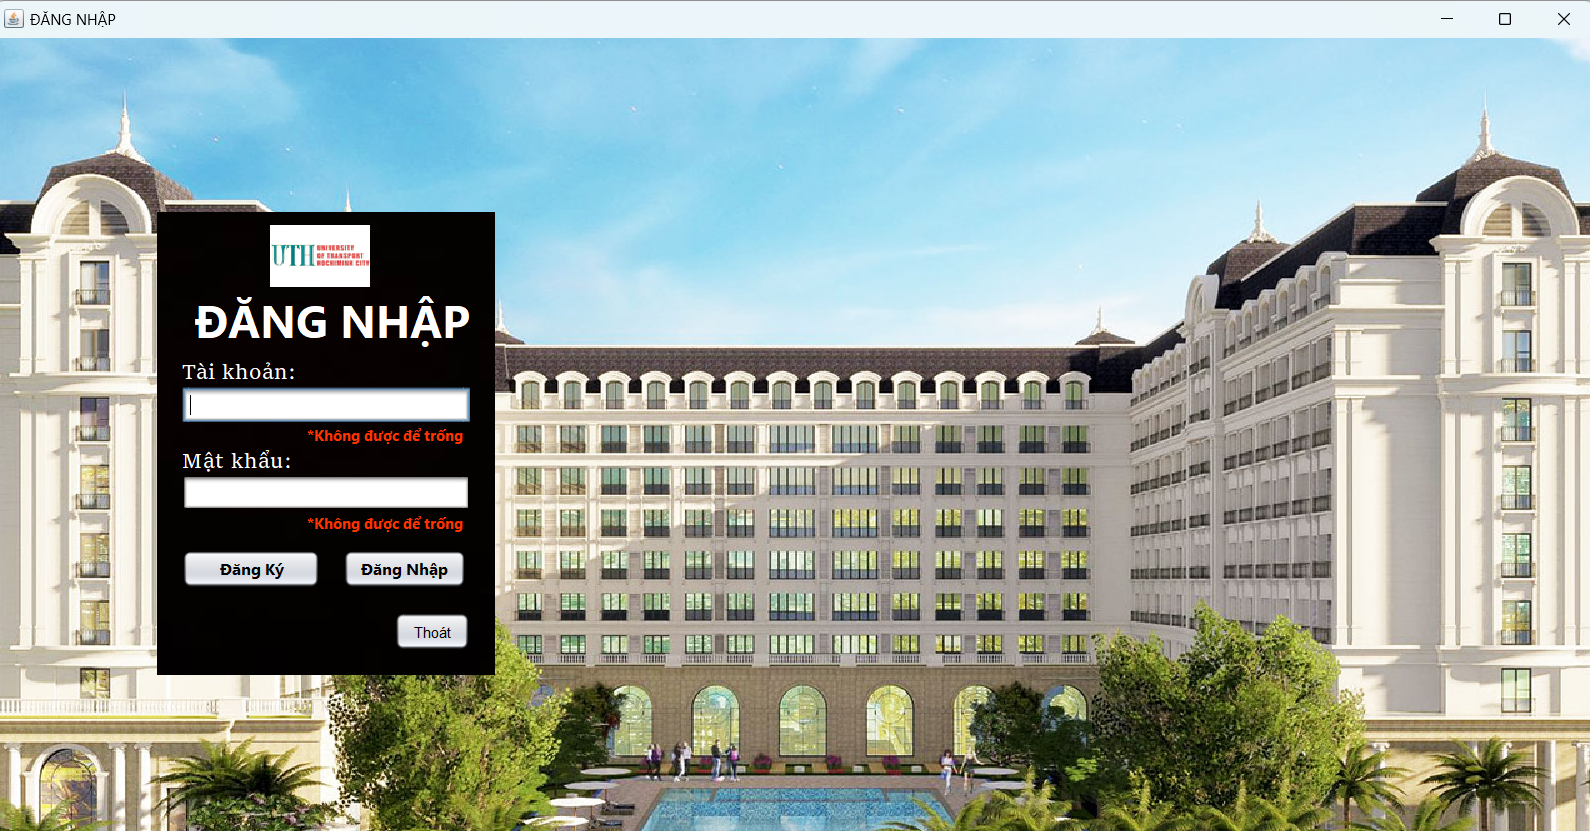 ĐĂNG NHẬP
UTH UNIVERSITY
OF TRANSPORT
HOCHIMINH CITY
ĐĂNG NHẬP
Tài khoản:
*Không được để trống
Mật khẩu:
*Không được để trống
Đăng Ký
Đăng Nhập
Thoát